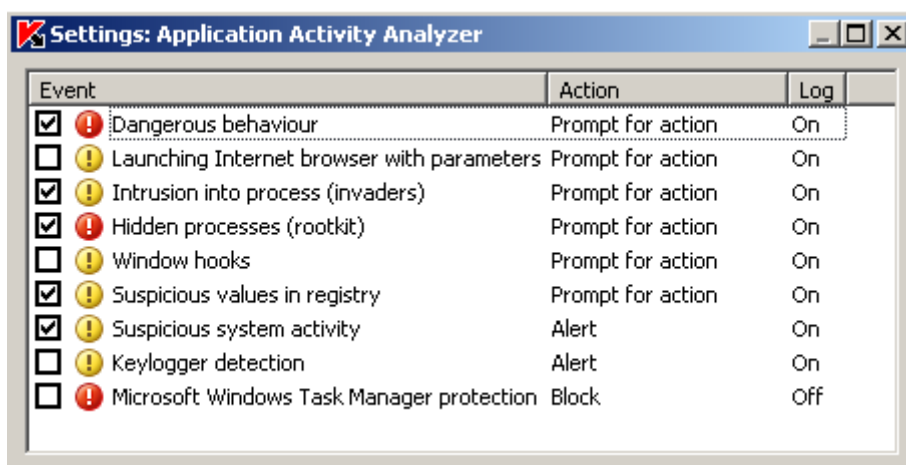 Settings: Application Activity Analyzer
Event Action Log
Dangerous behaviour Prompt for action On
Launching Internet browser with parameters Prompt for action On
Intrusion into process (invaders) Prompt for action On
Hidden processes (rootkit) Prompt for action On
Window hooks Prompt for action On
Suspicious values in registry Prompt for action On
Suspicious system activity Alert On
Keylogger detection Alert On
Microsoft Windows Task Manager protection Block Off